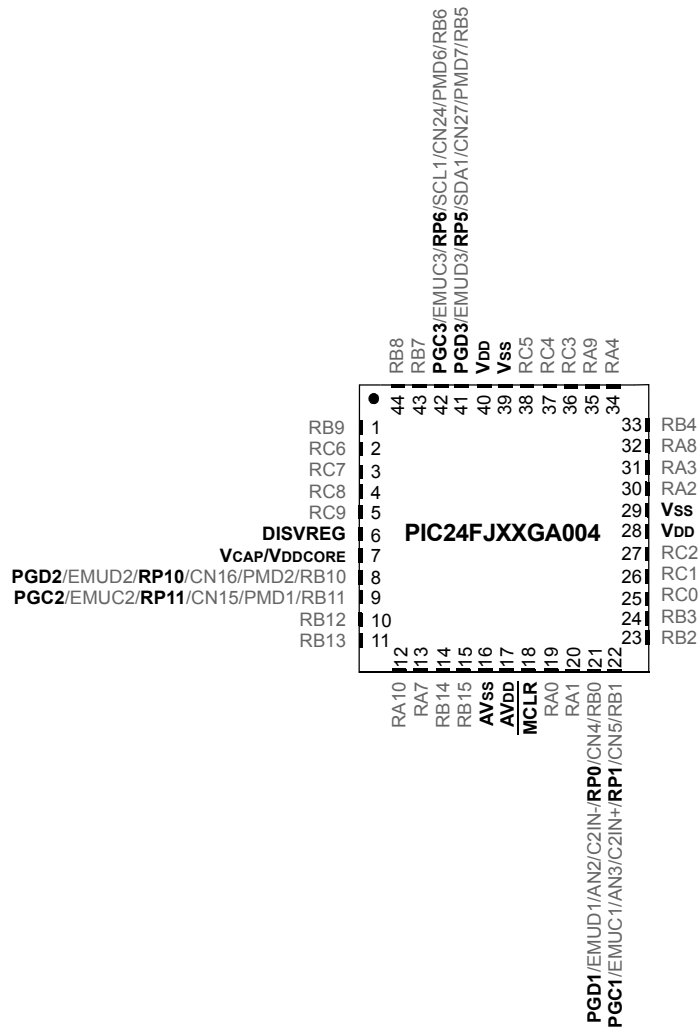 PGC3/EMUC3/RP6/SCL1/CN24/PMD6/RB6
PGD3/EMUD3/RP5/SDA1/CN27/PMD7/RB5
RB8
RB7
VDD
VSS
RC5
RC4
RC3
RA9
RA4
44
43
42
41
40
39
38
37
36
35
34
RB9 1
RC6 2
RC7 3
RC8 4
RC9 5
DISVREG 6
VCAP/VDDCORE 7
PGD2/EMUD2/RP10/CN16/PMD2/RB10 8
PGC2/EMUC2/RP11/CN15/PMD1/RB11 9
RB12 10
RB13 11
PIC24FJXXGA004
33 RB4
32 RA8
31 RA3
30 RA2
29 VSS
28 VDD
27 RC2
26 RC1
25 RC0
24 RB3
23 RB2
12
13
14
15
16
17
18
19
20
21
22
RA10
RA7
RB14
RB15
AVSS
AVDD
MCLR
RA0
RA1
PGD1/EMUD1/AN2/C2IN-/RP0/CN4/RB0
PGC1/EMUC1/AN3/C2IN+/RP1/CN5/RB1